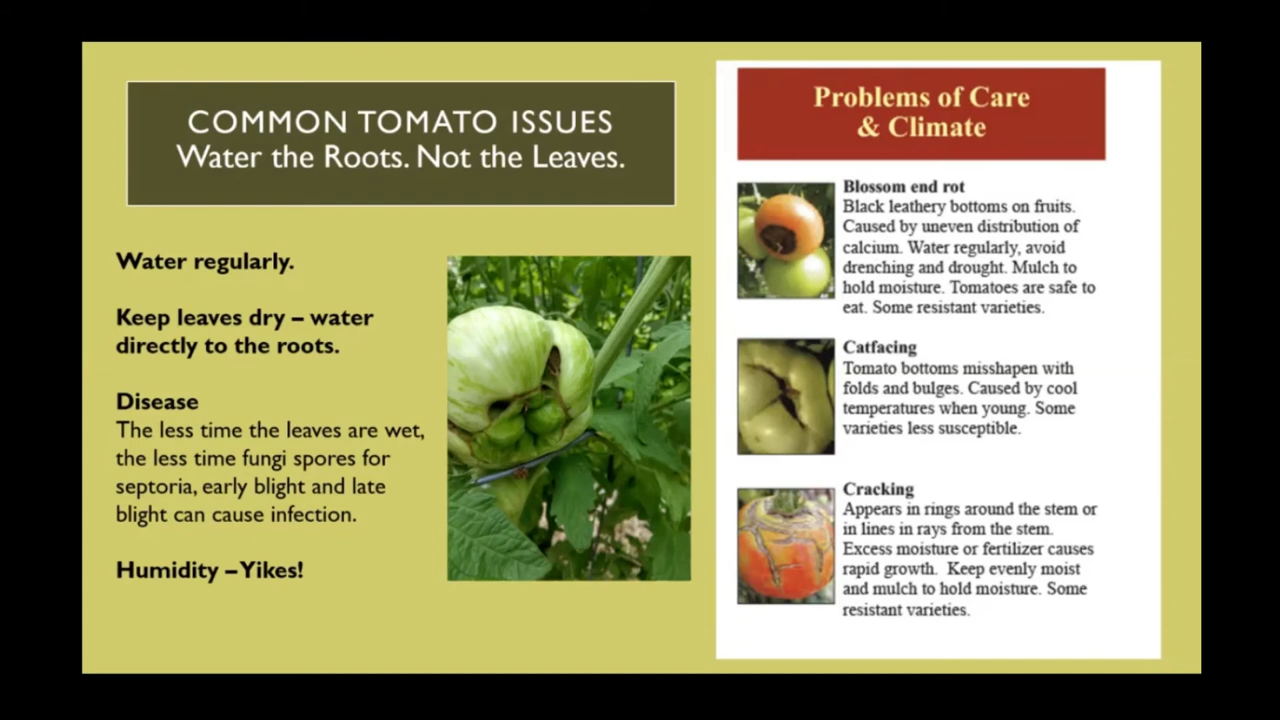 COMMON TOMATO ISSUES
Water the Roots. Not the Leaves.
Water regularly.
Keep leaves dry – water
directly to the roots.
Disease
The less time the leaves are wet,
the less time fungi spores for
septoria, early blight and late
blight can cause infection.
Humidity – Yikes!
Problems of Care
& Climate
Blossom end rot
Black leathery bottoms on fruits.
Caused by uneven distribution of
calcium. Water regularly, avoid
drenching and drought. Mulch to
hold moisture. Tomatoes are safe to
eat. Some resistant varieties.
Catfacing
Tomato bottoms misshapen with
folds and bulges. Caused by cool
temperatures when young. Some
varieties less susceptible.
Cracking
Appears in rings around the stem or
in lines in rays from the stem.
Excess moisture or fertilizer causes
rapid growth. Keep evenly moist
and mulch to hold moisture. Some
resistant varieties.